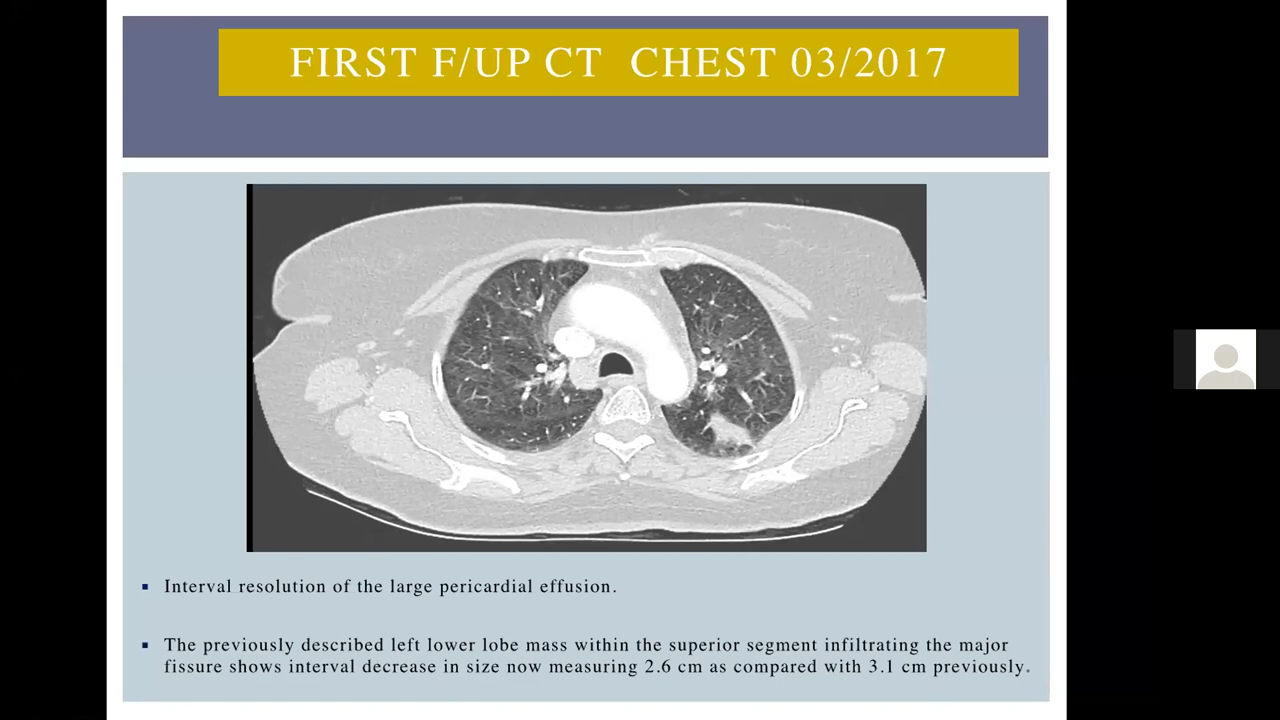 FIRST F/UP CT CHEST 03/2017
▪ Interval resolution of the large pericardial effusion.
▪ The previously described left lower lobe mass within the superior segment infiltrating the major
fissure shows interval decrease in size now measuring 2.6 cm as compared with 3.1 cm previously.